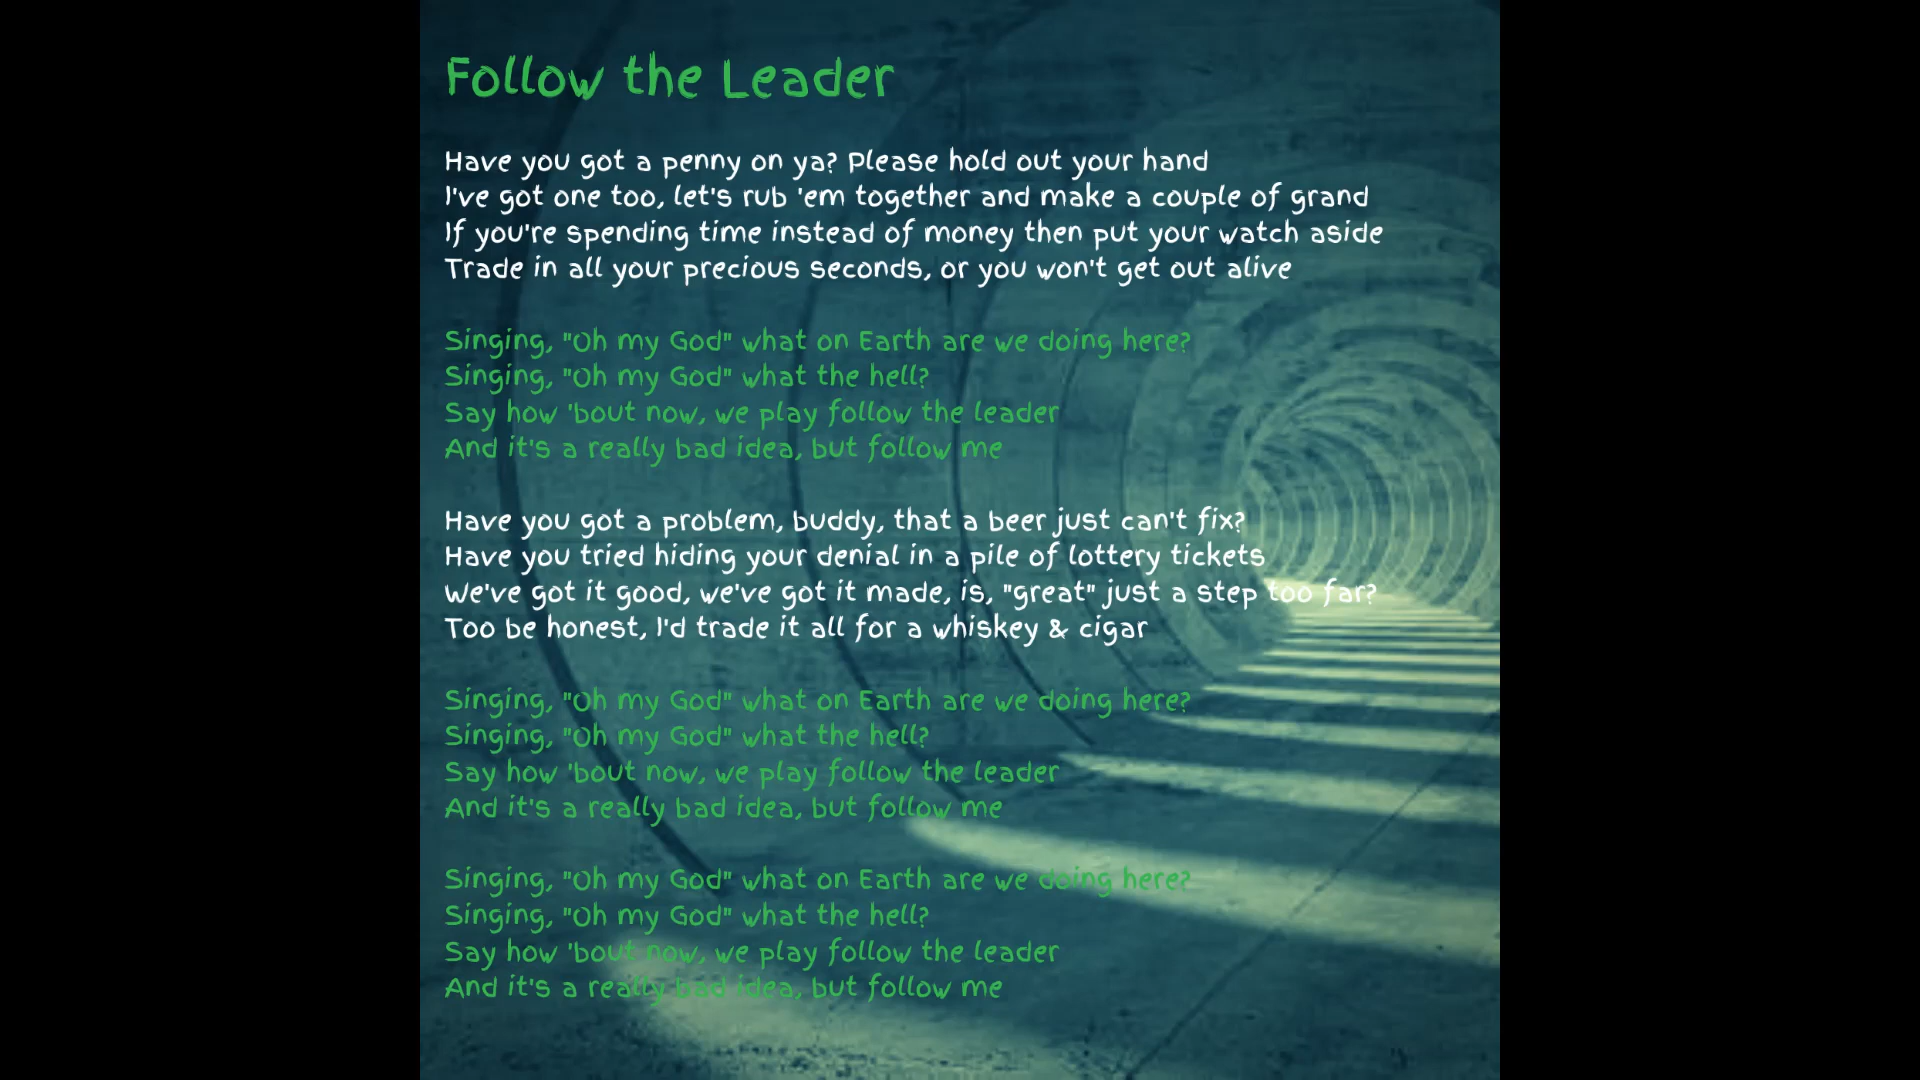 Follow the Leader
Have you got a penny on ya? Please hold out your hand
I've got one too, let's rub 'em together and make a couple of grand
If you're spending time instead of money then put your watch aside
Trade in all your precious seconds, or you won't get out alive
Singing, "Oh my God" what on Earth are we doing here?
Singing, "Oh my God" what the hell?
Say how 'bout now, we play follow the leader
And it's a really bad idea, but follow me
Have you got a problem, buddy, that a beer just can't fix?
Have you tried hiding your denial in a pile of lottery tickets
We've got it good, we've got it made, is, "great" just a step too far?
Too be honest, I'd trade it all for a whiskey & cigar
Singing, "Oh my God" what on Earth are we doing here?
Singing, "Oh my God" what the hell?
Say how 'bout now, we play follow the leader
And it's a really bad idea, but follow me
Singing, "Oh my God" what on Earth are we doing here?
Singing, "Oh my God" what the hell?
Say how 'bout now, we play follow the leader
And it's a really bad idea, but follow me